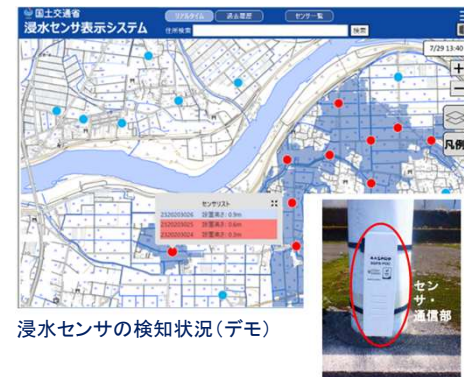 国土交通省
浸水センサ表示システム
リアルタイム 過去履歴 センサ一覧
住所検索 検索
7/29 13:40
凡例
センサリスト
2320203026 設置高さ: 0.9m
2320203025 設置高さ: 0.6m
2320203024 設置高さ: 0.3m
セン
サ・
通信部
浸水センサの検知状況(デモ)